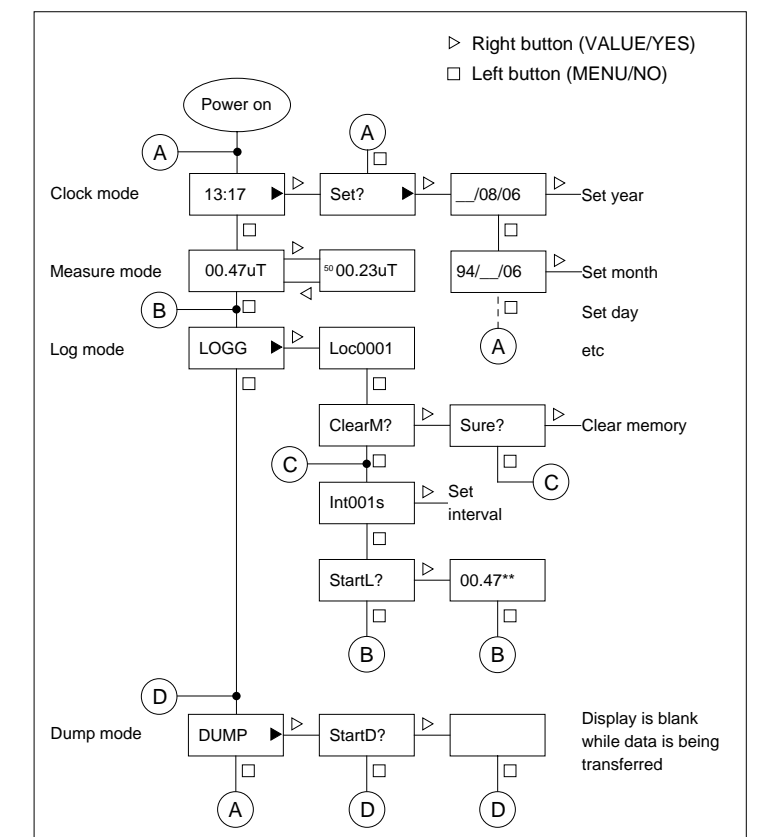 Right button (VALUE/YES)
Left button (MENU/NO)
Power on
A
A
Clock mode
13:17
Set?
__/08/06
Set year
Measure mode
00.47uT
50 00.23uT
94/__/06
Set month
B
Set day
Log mode
LOGG
Loc0001
A
etc
ClearM?
Sure?
Clear memory
C
C
Int001s
Set
interval
StartL?
00.47**
B
B
D
Dump mode
DUMP
StartD?
Display is blank
while data is being
transferred
A
D
D